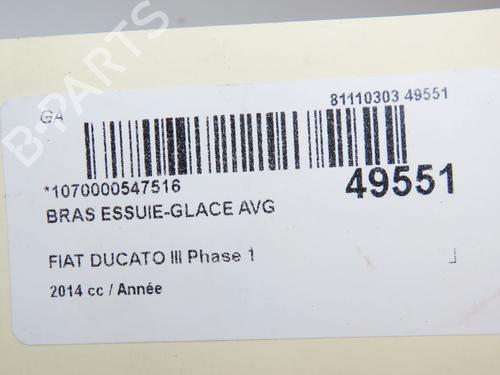 B-PARTS
GA
81110303 49551
*1070000547516
49551
BRAS ESSUIE-GLACE AVG
FIAT DUCATO III Phase 1
2014 cc / Année